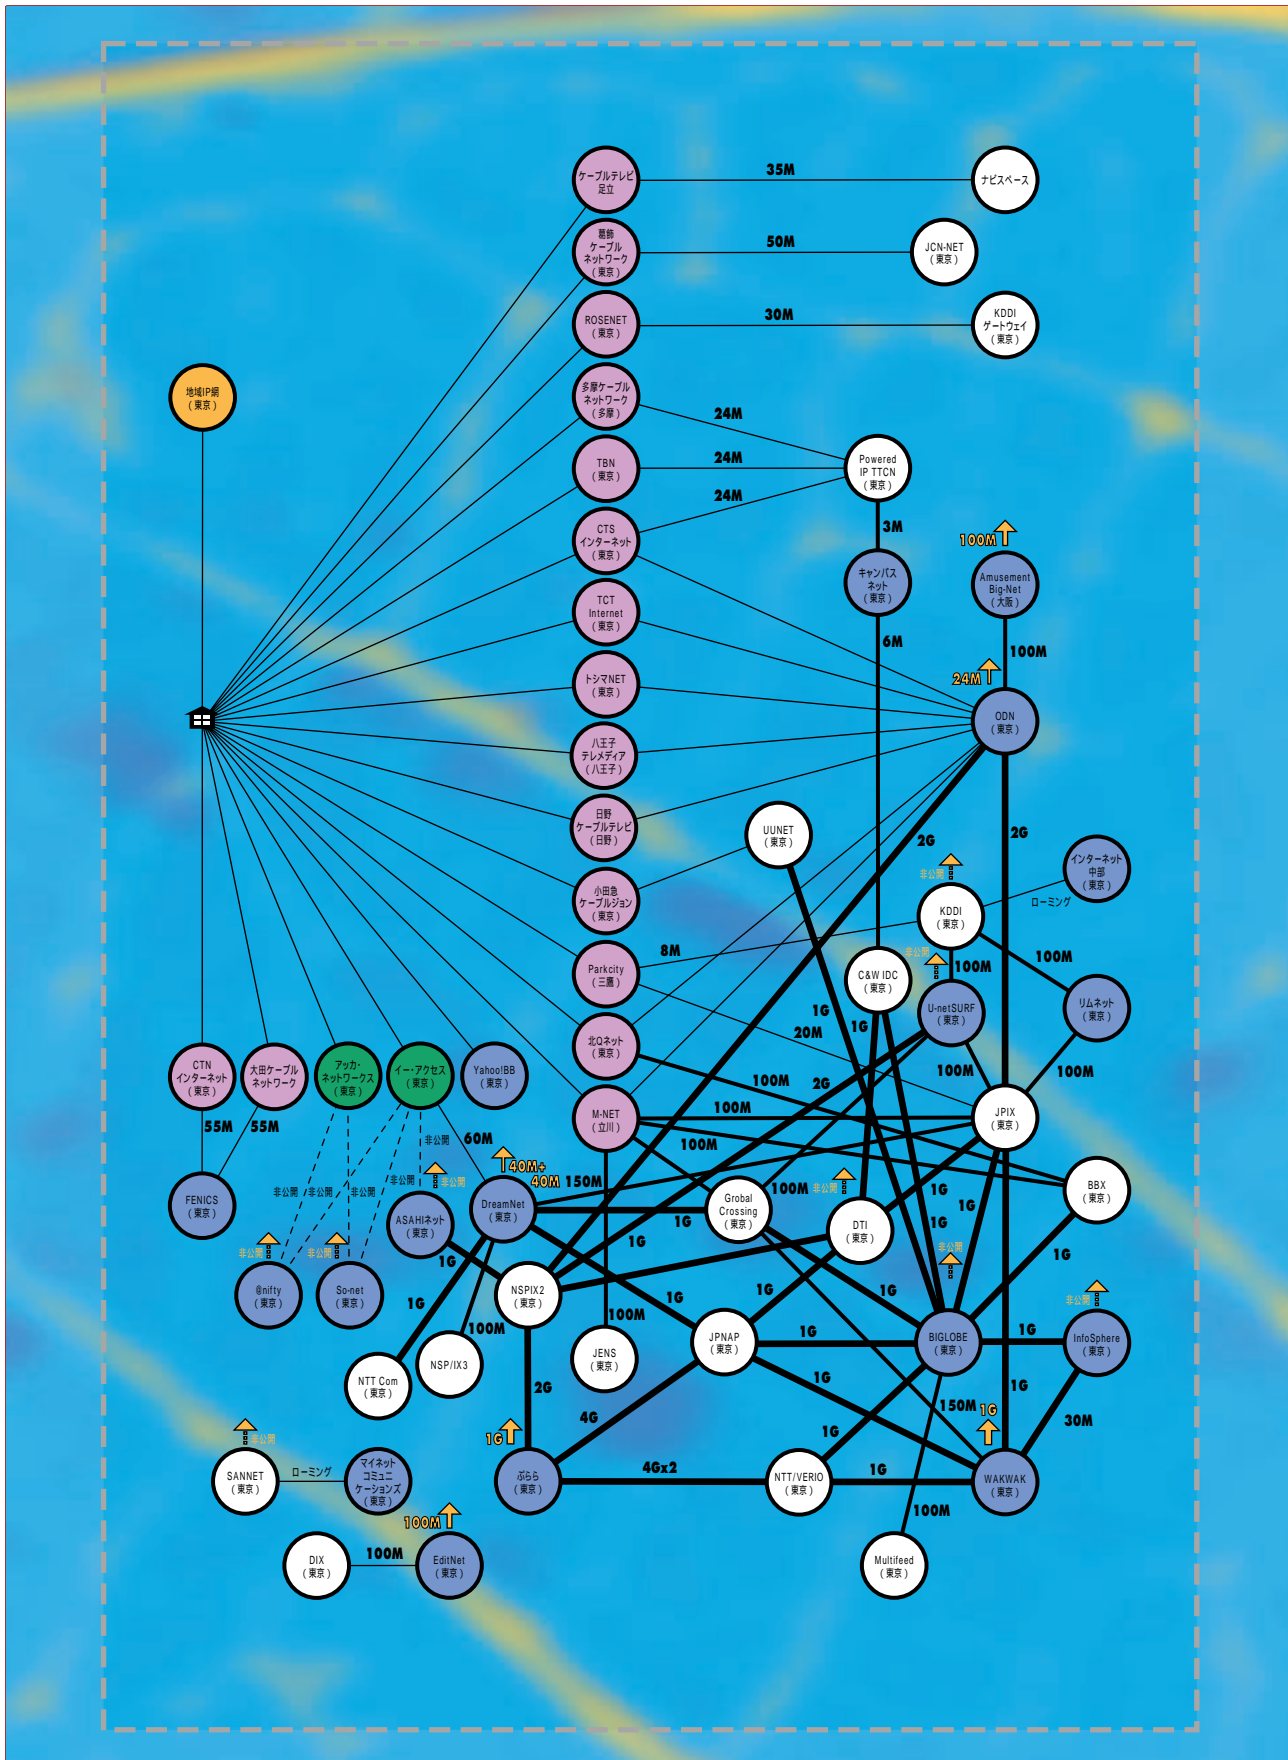 ケーブルテレビ
足立
35M
ナビスペース
葛飾
ケーブル
ネットワーク
(東京)
50M
JCN-NET
(東京)
ROSENET
(東京)
30M
KDDI
ゲートウェイ
(東京)
地域IP網
(東京)
多摩ケーブル
ネットワーク
(多摩)
24M
TBN
(東京)
24M
Powered
IP TTCN
(東京)
CTS
インターネット
(東京)
24M
3M
100M
キャンパス
ネット
(東京)
Amusement
Big-Net
(大阪)
TCT
Internet
(東京)
6M
100M
トシマNET
(東京)
24M
ODN
(東京)
八王子
テレメディア
(八王子)
日野
ケーブルテレビ
(日野)
UUNET
(東京)
2G
2G
インターネット
中部
(東京)
非公開
ローミング
小田急
ケーブルジョン
(東京)
KDDI
(東京)
8M
Parkcity
(三鷹)
C&W IDC
(東京)
非公開
100M
100M
U-netSURF
(東京)
リムネット
(東京)
1G
1G
20M
北Qネット
(東京)
CTN
インターネット
(東京)
大田ケーブル
ネットワーク
アッカ・
ネットワークス
(東京)
イー・アクセス
(東京)
Yahoo!BB
(東京)
100M
2G
100M
100M
M-NET
(立川)
100M
100M
JPIX
(東京)
55M
55M
非公開
60M
40M+
40M
150M
非公開
非公開
非公開
非公開
非公開
100M
非公開
1G
1G
BBX
(東京)
FENICS
(東京)
ASAHIネット
(東京)
DreamNet
(東京)
1G
Grobal
Crossing
(東京)
DTI
(東京)
1G
非公開
非公開
非公開
1G
1G
1G
@nifty
(東京)
So-net
(東京)
1G
NSPIX2
(東京)
1G
1G
非公開
100M
100M
NTT Com
(東京)
NSP/IX3
JENS
(東京)
JPNAP
(東京)
1G
BIGLOBE
(東京)
1G
InfoSphere
(東京)
2G
4G
1G
150M
1G
1G
30M
1G
1G
非公開
SANNET
(東京)
ローミング
マイネット
コミュニ
ケーションズ
(東京)
ぷらら
(東京)
4Gx2
NTT/VERIO
(東京)
1G
WAKWAK
(東京)
100M
100M
DIX
(東京)
100M
EditNet
(東京)
Multifeed
(東京)